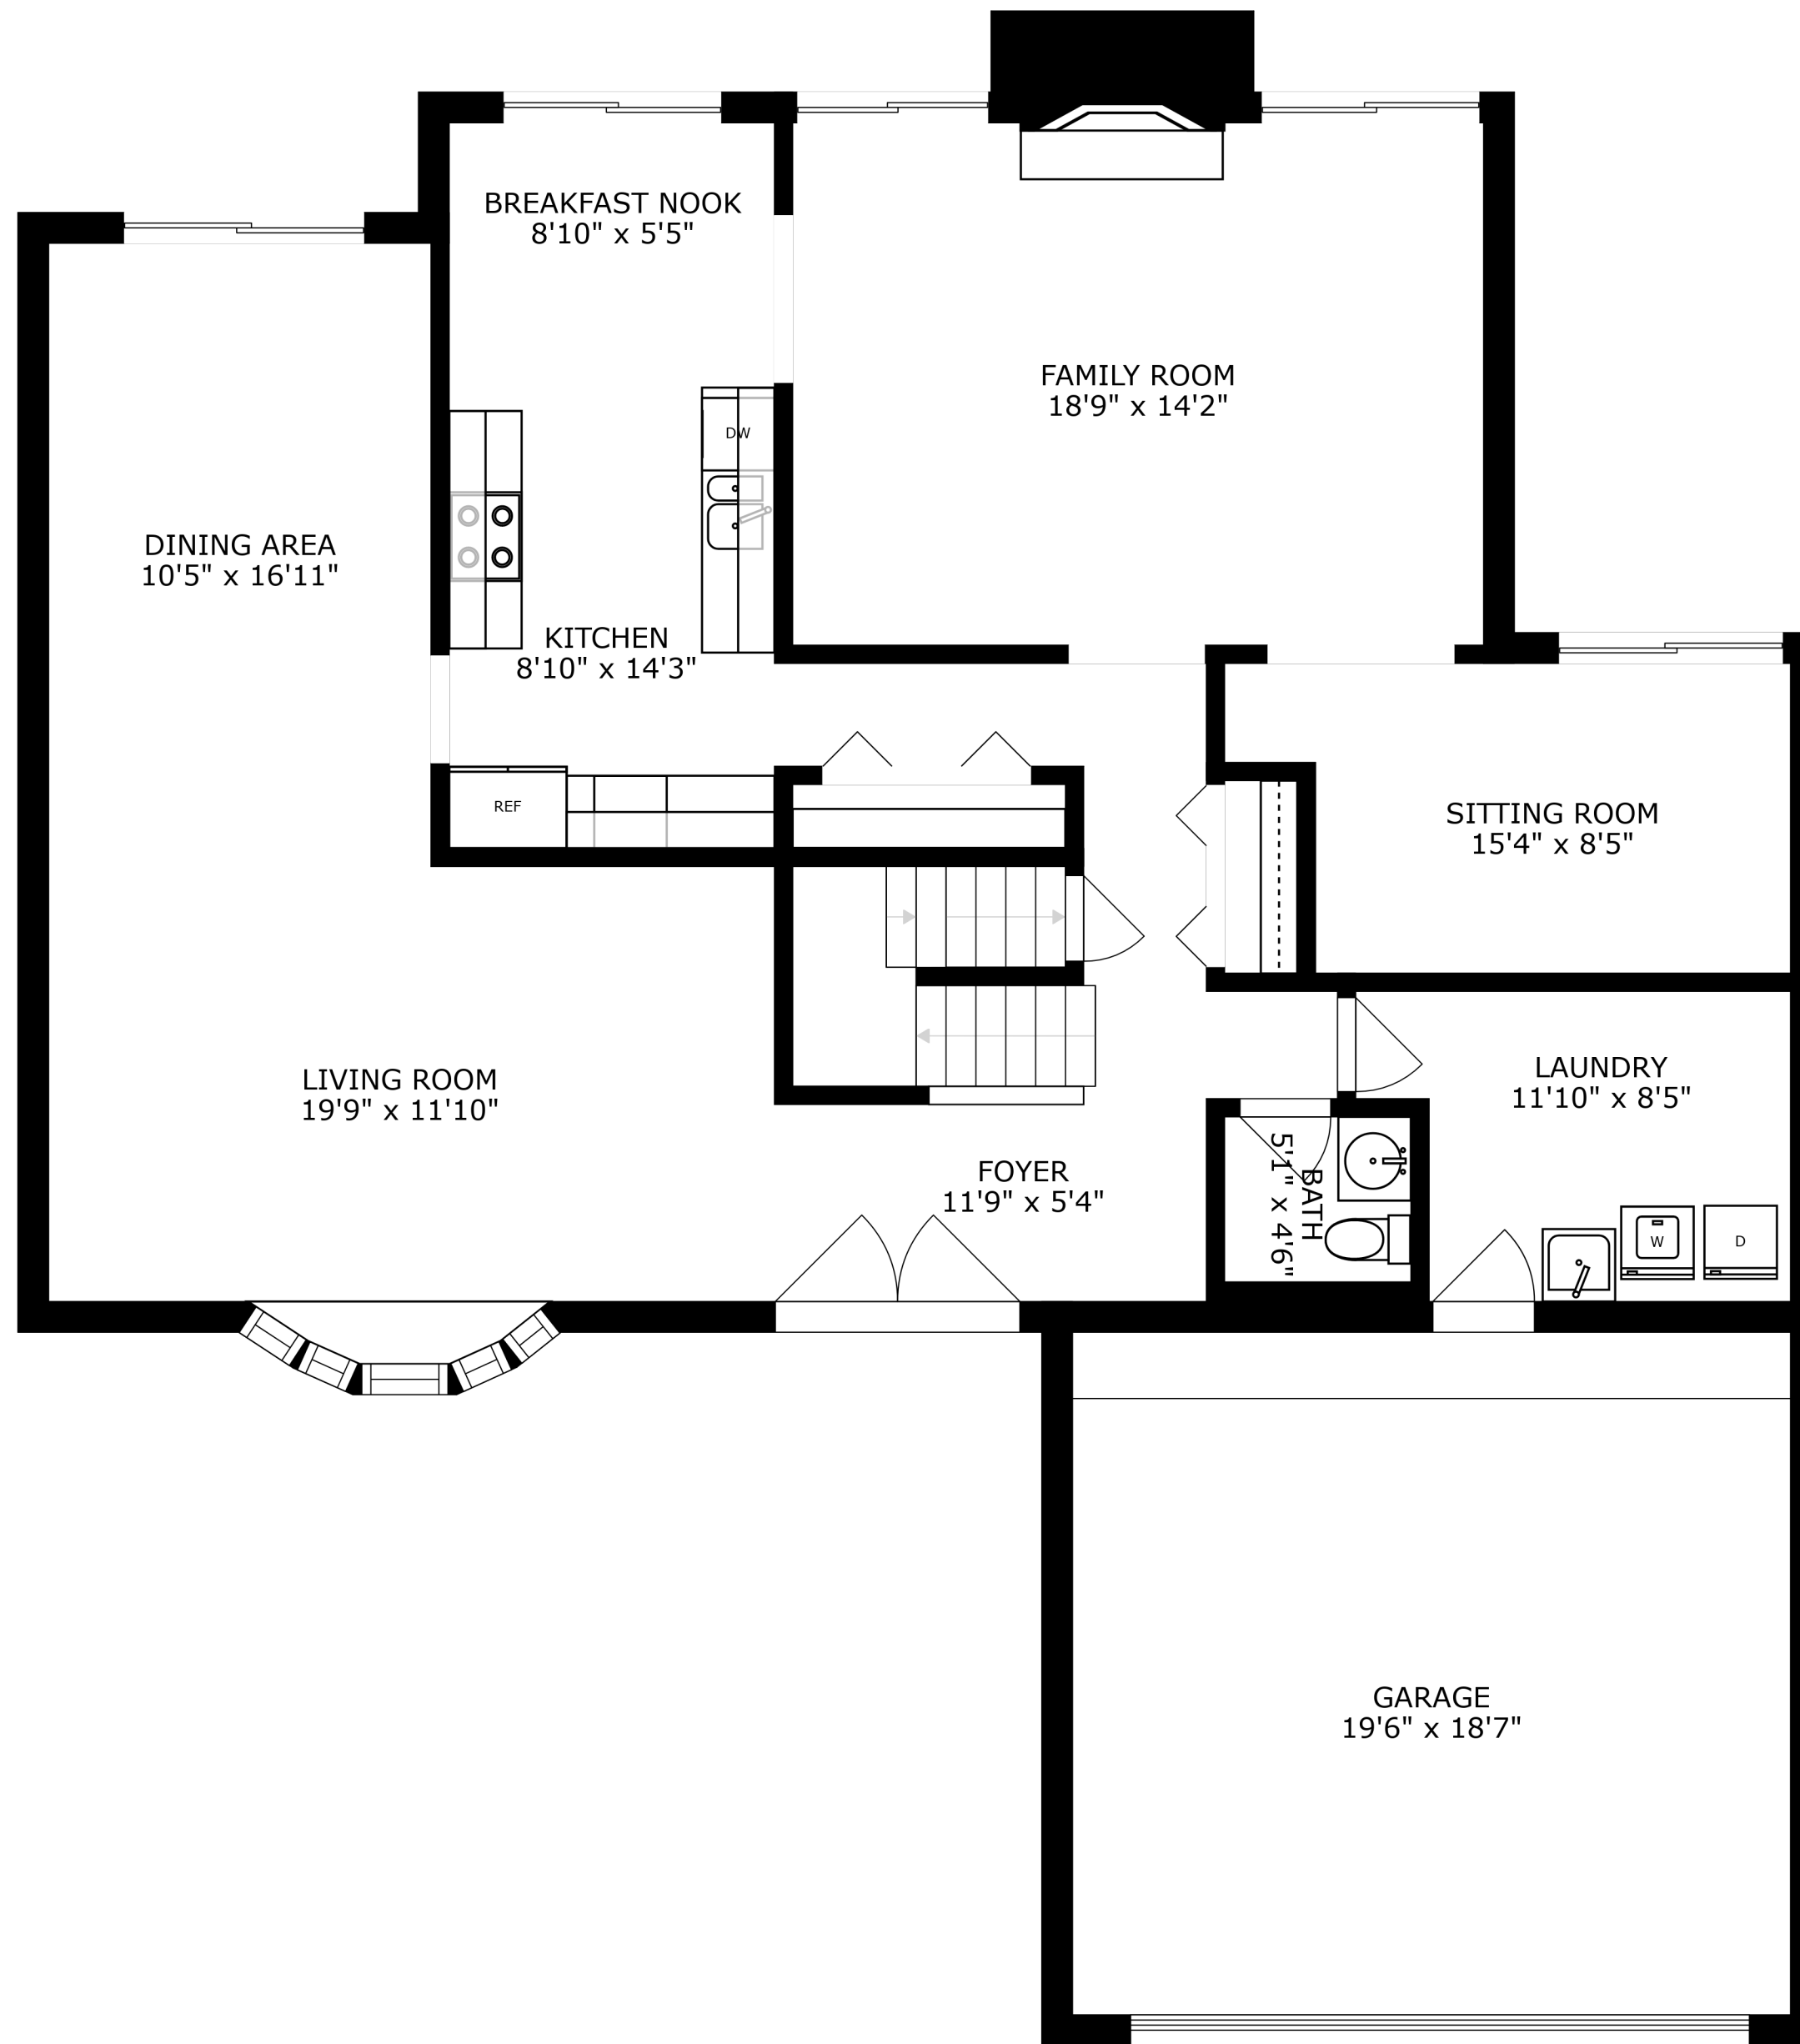 BREAKFAST NOOK
8'10" x 5'5"
FAMILY ROOM
18'9" x 14'2"
DW
DINING AREA
10'5" x 16'11"
KITCHEN
8'10" x 14'3"
REF
SITTING ROOM
15'4" x 8'5"
LIVING ROOM
19'9" x 11'10"
LAUNDRY
11'10" x 8'5"
FOYER
11'9" x 5'4"
BATH
5'1" x 4'6"
W
D
GARAGE
19'6" x 18'7"